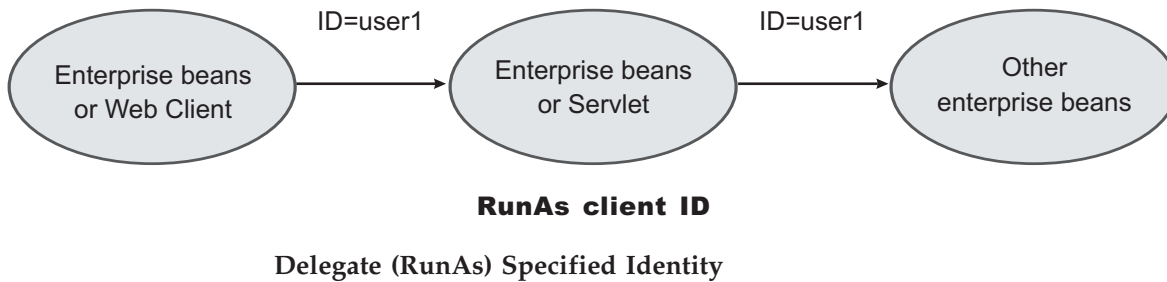 ID=user1
ID=user1
Enterprise beans
or Web Client
Enterprise beans
or Servlet
Other
enterprise beans
RunAs client ID
Delegate (RunAs) Specified Identity